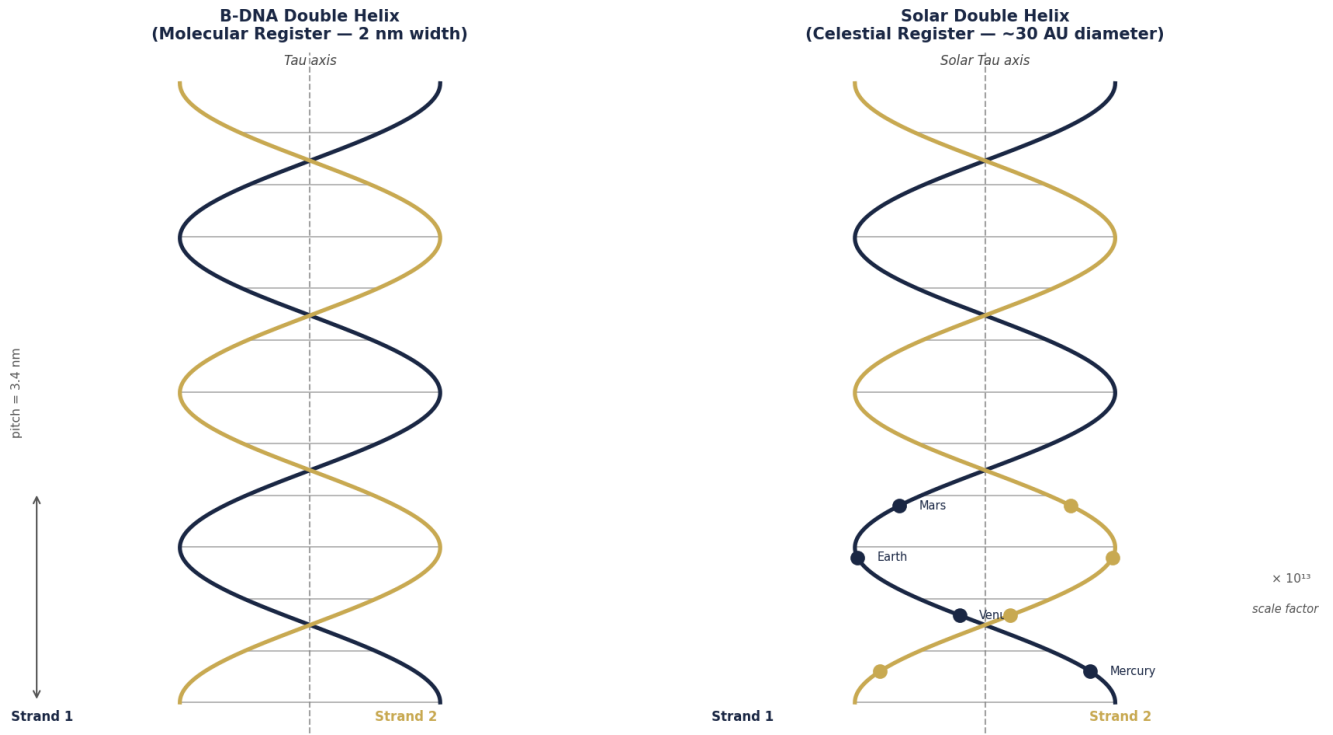 B-DNA Double Helix
(Molecular Register — 2 nm width)
Tau axis
pitch = 3.4 nm
Strand 1
Strand 2
Solar Double Helix
(Celestial Register — ~30 AU diameter)
Solar Tau axis
Mars
Earth
Mercury
× 10¹³
scale factor
Strand 1
Strand 2